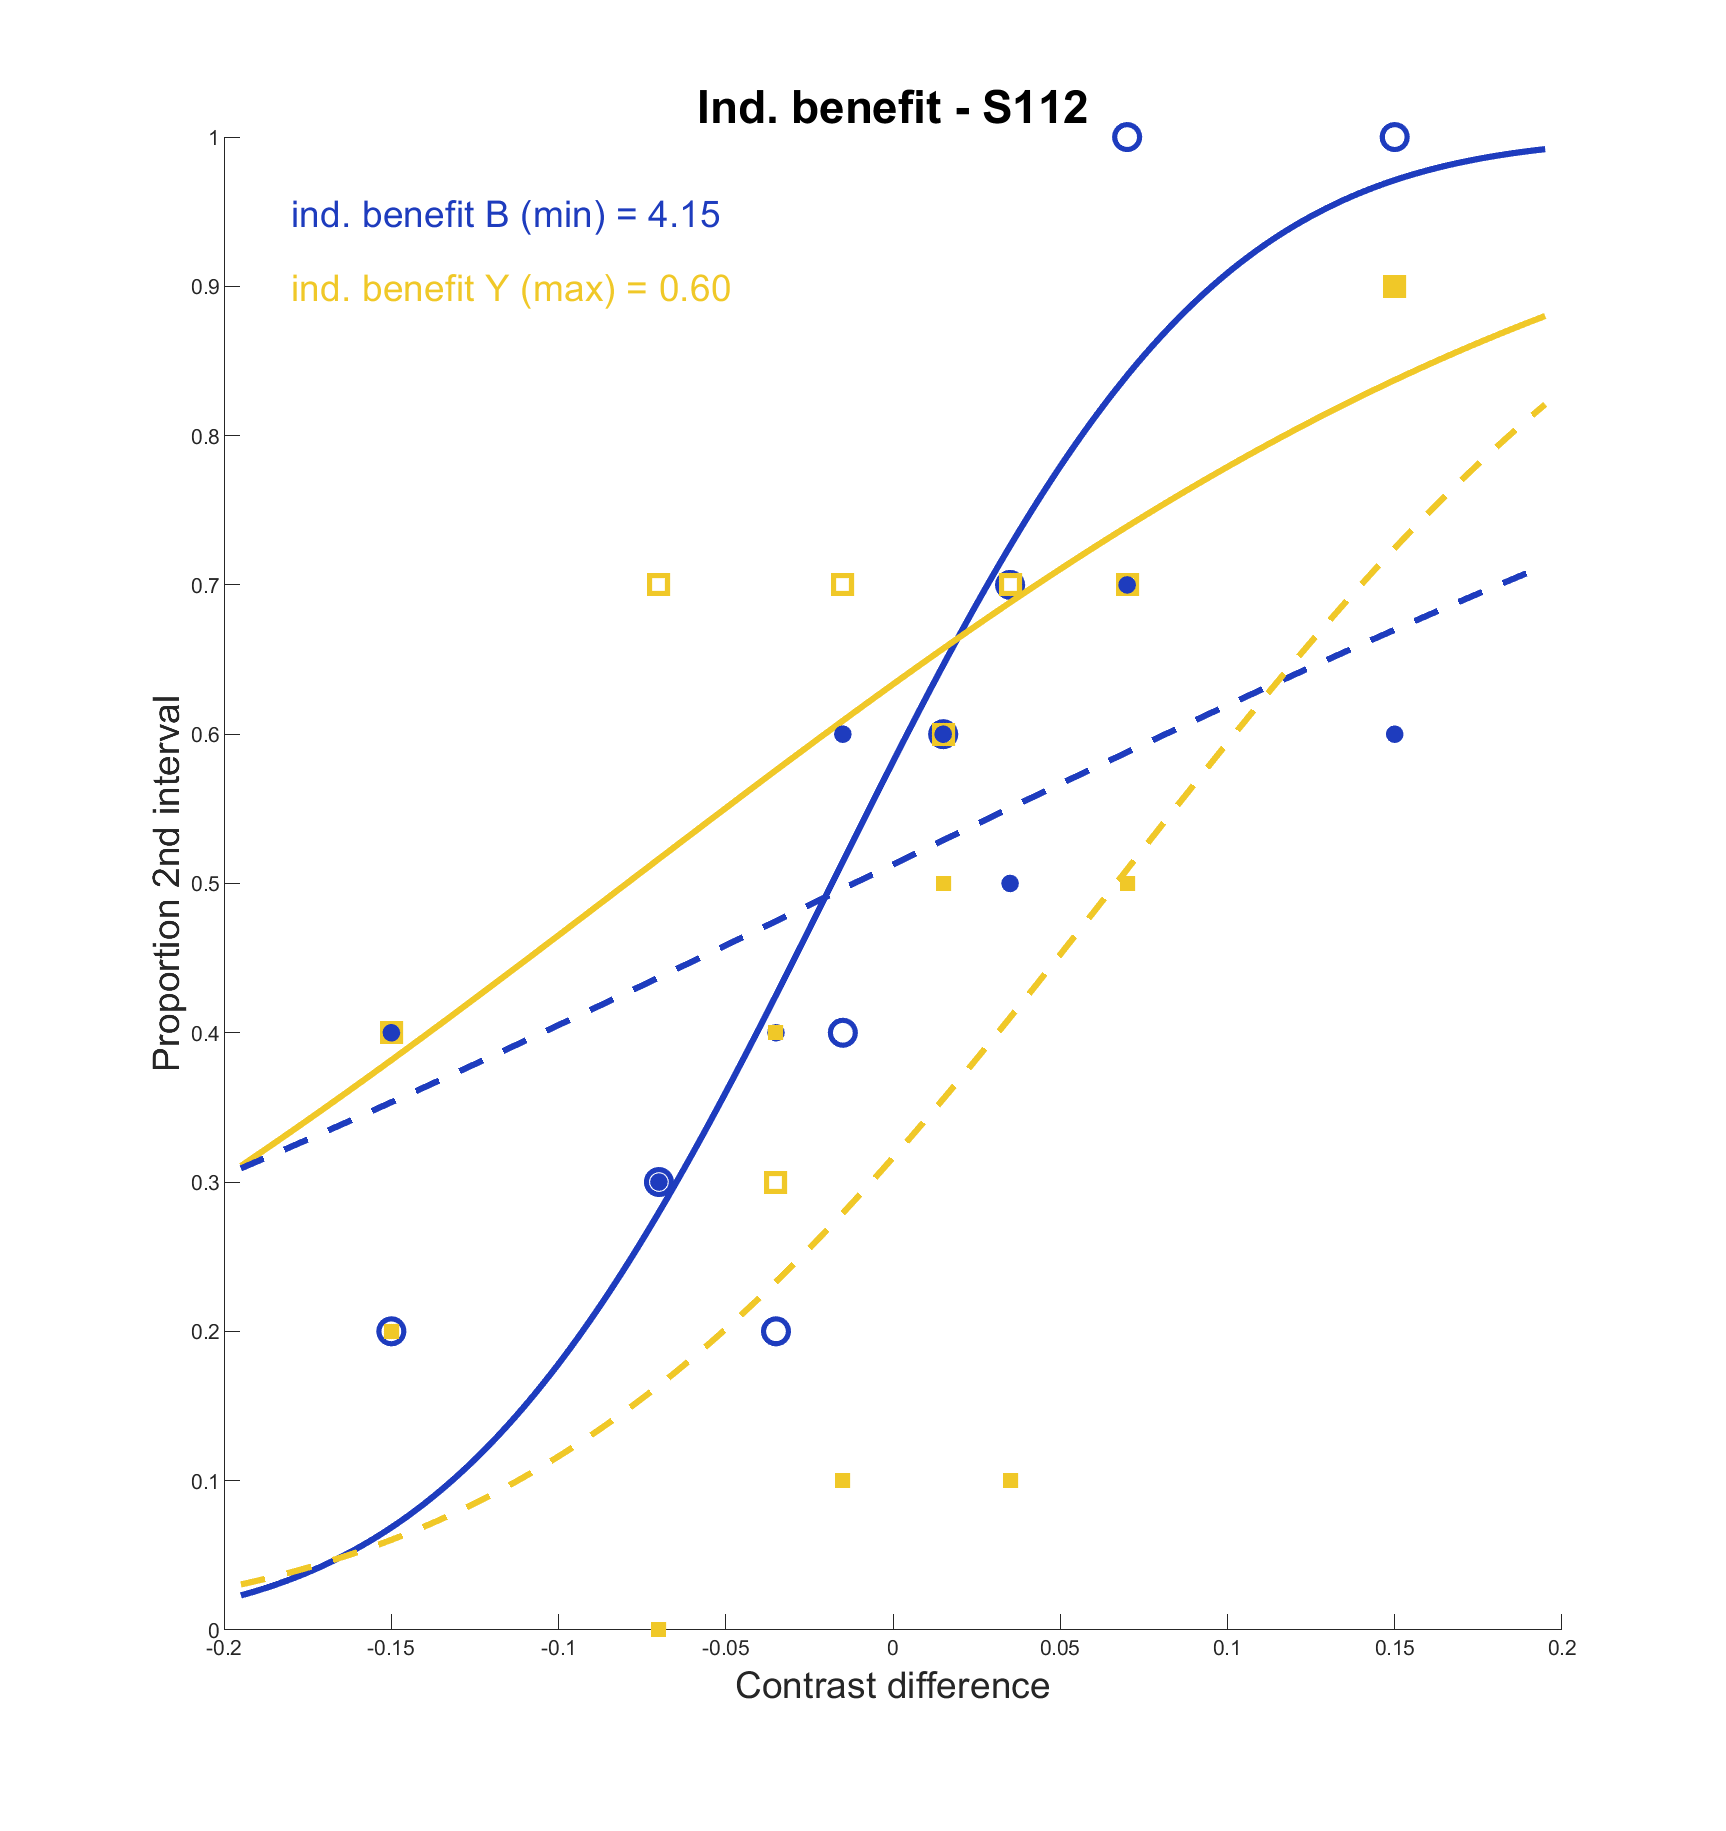 Ind. benefit - S112
ind. benefit B (min) = 4.15
ind. benefit Y (max) = 0.60
Proportion 2nd interval
1
0.9
0.8
0.7
0.6
0.5
0.4
0.3
0.2
0.1
0
-0.2 -0.15 -0.1 -0.05 0 0.05 0.1 0.15 0.2
Contrast difference